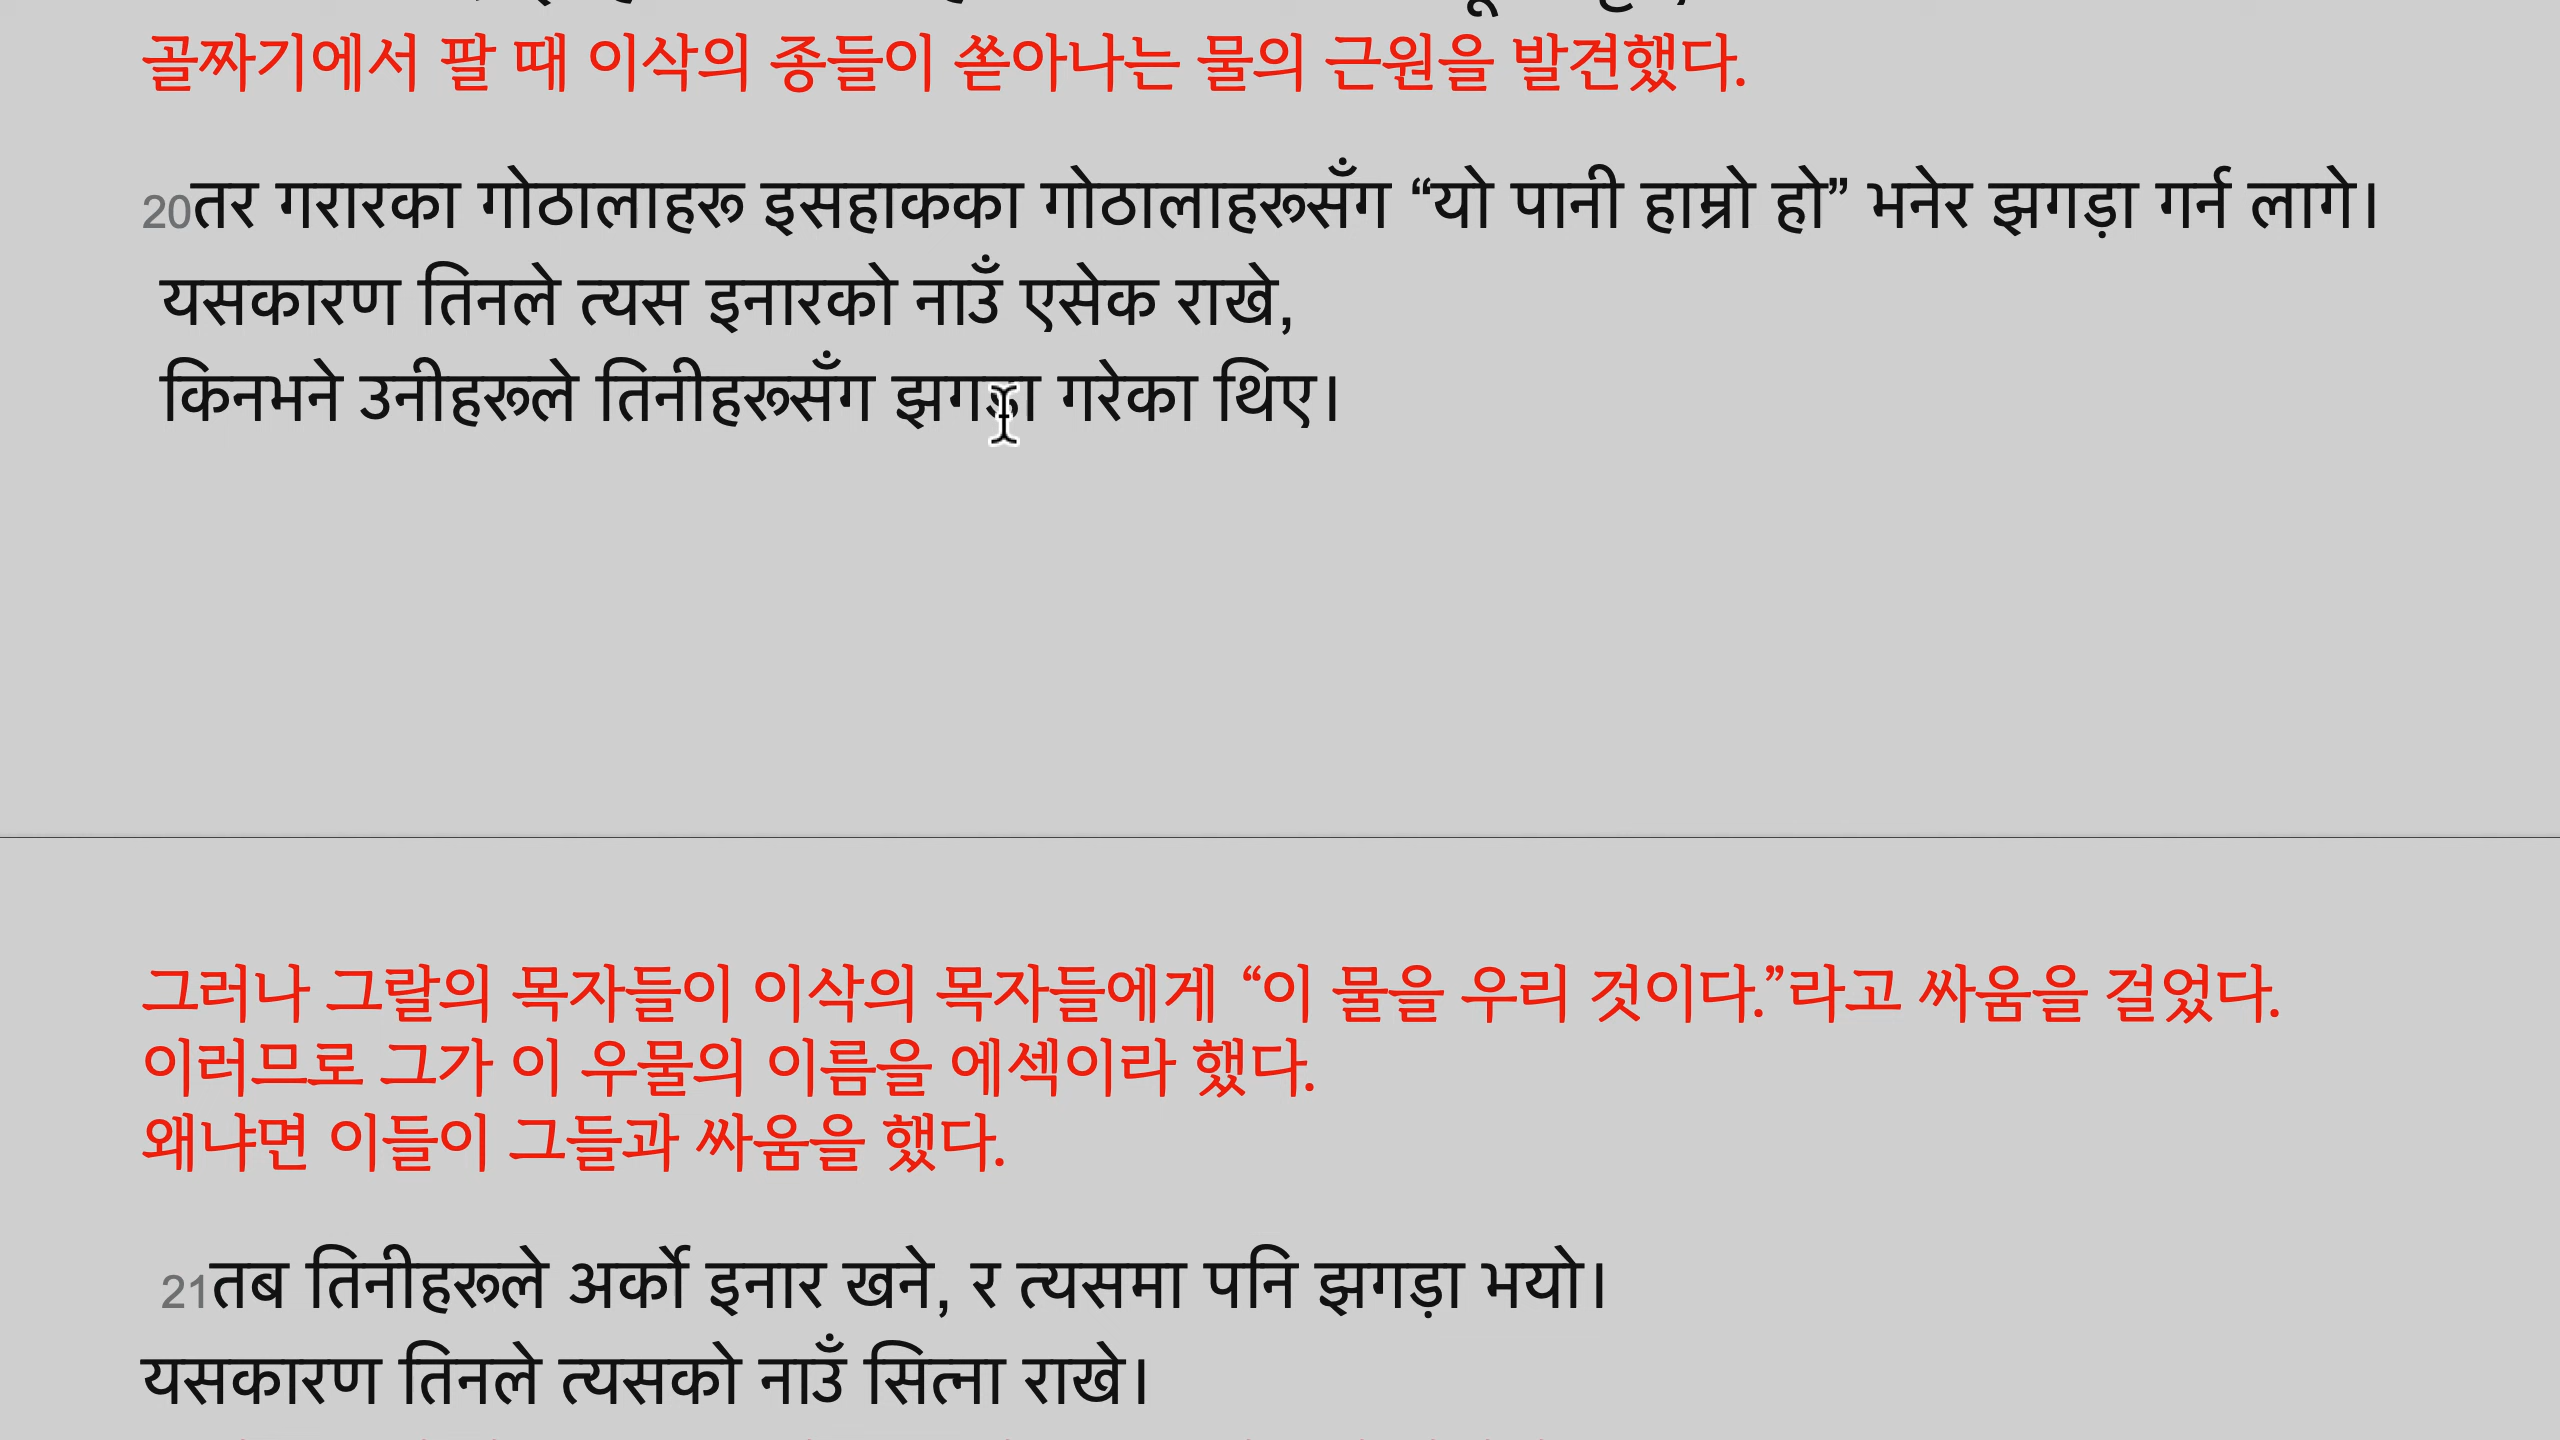 골짜기에서 팔 때 이삭의 종들이 쏟아나는 물의 근원을 발견했다.
20तर गरारका गोठालाहरू इसहाकका गोठालाहरूसँग “यो पानी हाम्रो हो” भनेर झगड़ा गर्न लागे।
यसकारण तिनले त्यस इनारको नाउँ एसेक राखे,
किनभने उनीहरूले तिनीहरूसँग झगड़ा गरेका थिए।
그러나 그랄의 목자들이 이삭의 목자들에게 “이 물을 우리 것이다.”라고 싸움을 걸었다.
이러므로 그가 이 우물의 이름을 에섹이라 했다.
왜냐면 이들이 그들과 싸움을 했다.
21तब तिनीहरूले अर्को इनार खने, र त्यसमा पनि झगड़ा भयो।
यसकारण तिनले त्यसको नाउँ सित्ना राखे।